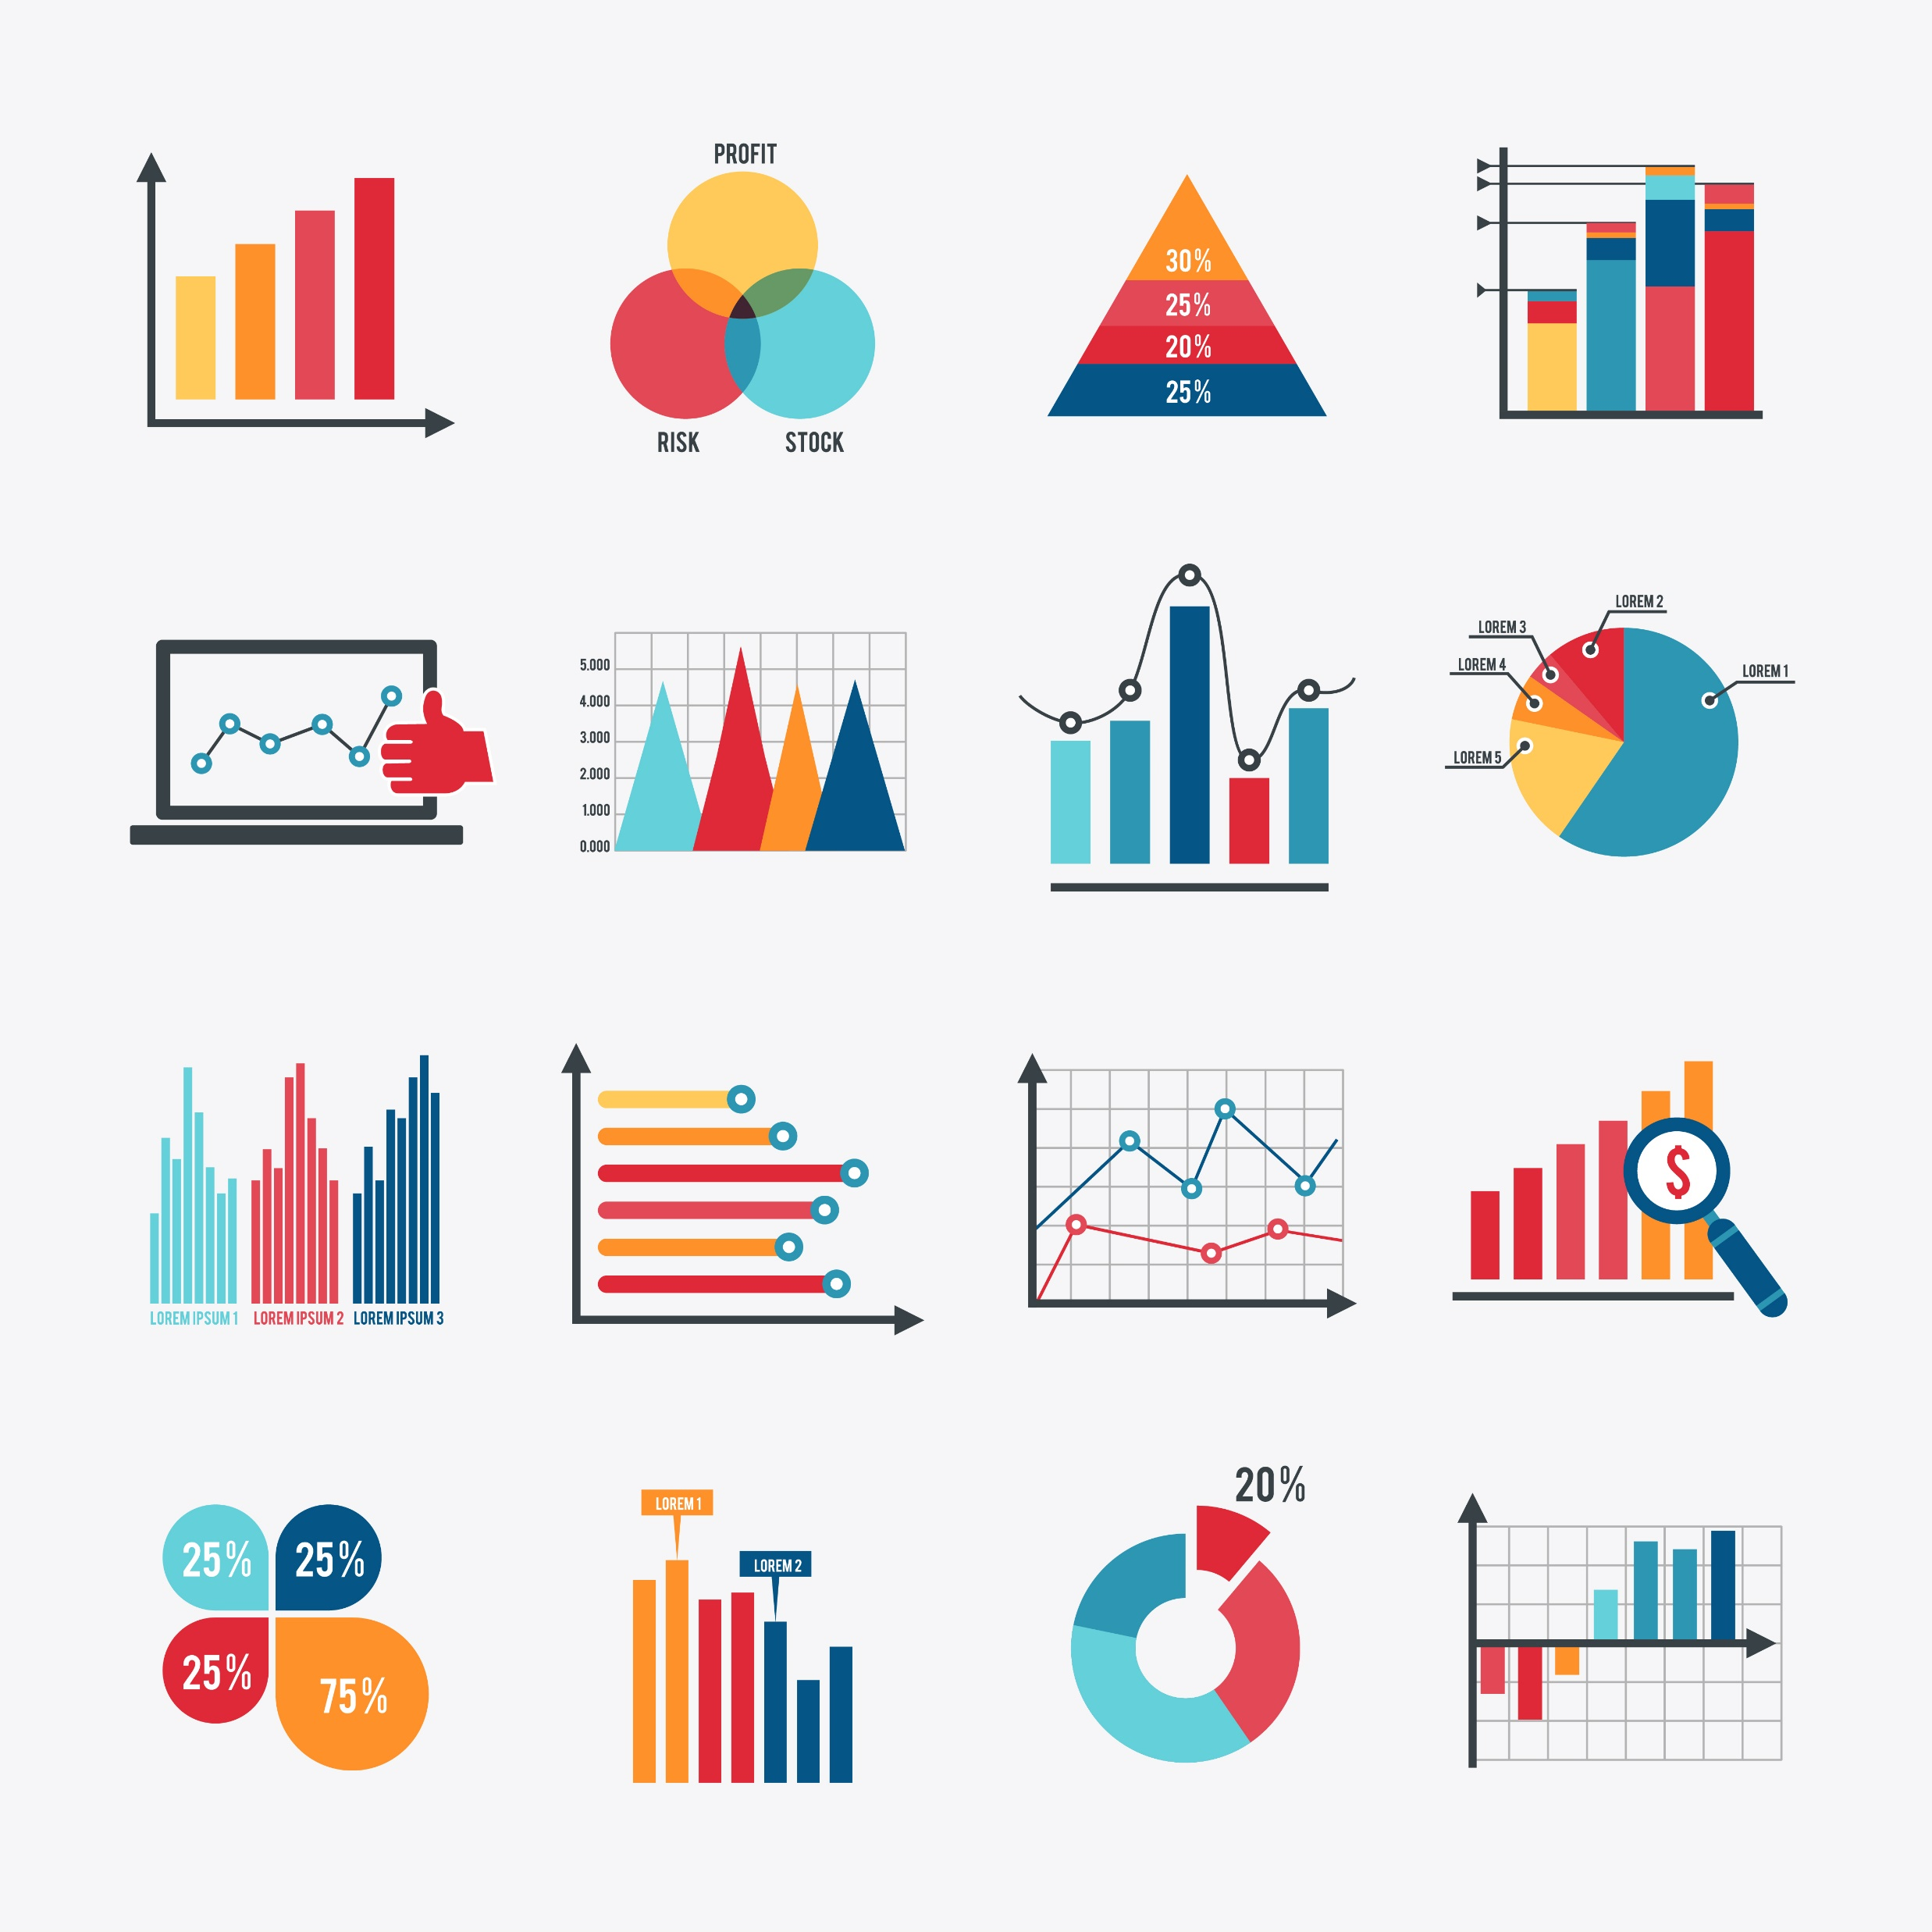 PROFIT
RISK
STOCK
30%
25%
20%
25%
5.000
4.000
3.000
2.000
1.000
0.000
LOREM 2
LOREM 3
LOREM 4
LOREM 1
LOREM 5
LOREM IPSUM 1
LOREM IPSUM 2
LOREM IPSUM 3
$
25%
25%
25%
75%
LOREM 1
LOREM 2
20%